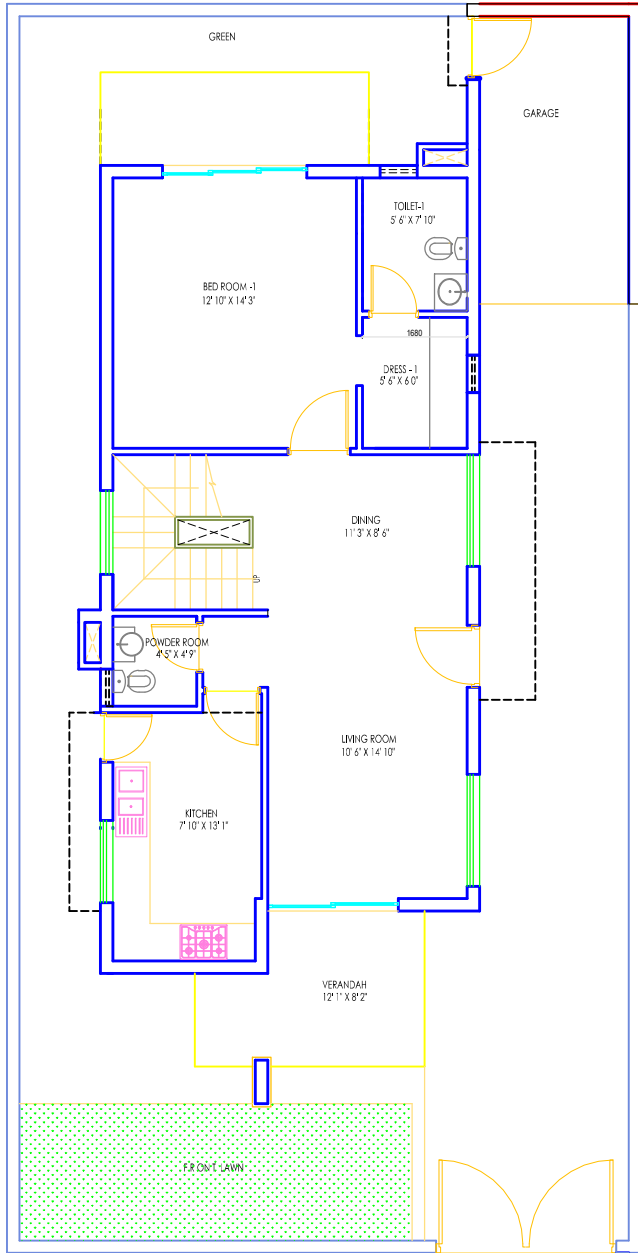 GREEN
GARAGE
TOILET-1
5' 6" X 7' 10"
BED ROOM -1
12' 10" X 14' 3"
1680
DRESS - 1
5' 6" X 6' 0"
DINING
11' 3" X 8' 6"
UP
POWDER ROOM
4' 5" X 4' 9"
LIVING ROOM
10' 6" X 14' 10"
KITCHEN
7' 10" X 13' 1"
VERANDAH
12' 1" X 8' 2"
FRONT LAWN